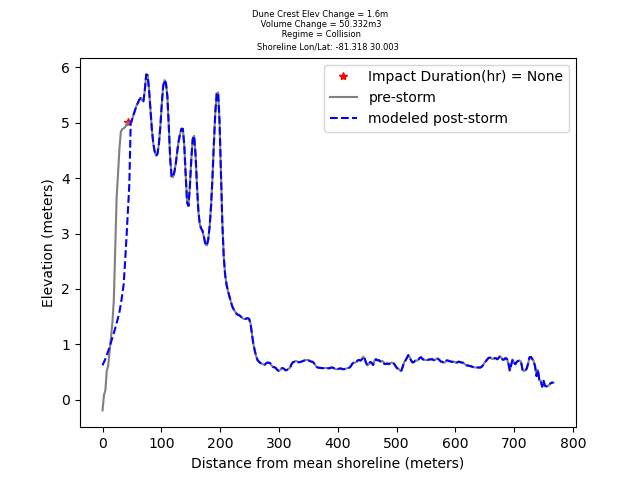 Dune Crest Elev Change = 1.6m
Volume Change = 50.332m3
Regime = Collision
Shoreline Lon/Lat: -81.318 30.003
Impact Duration(hr) = None
pre-storm
modeled post-storm
6
5
4
3
2
1
0
Elevation (meters)
0 100 200 300 400 500 600 700 800
Distance from mean shoreline (meters)